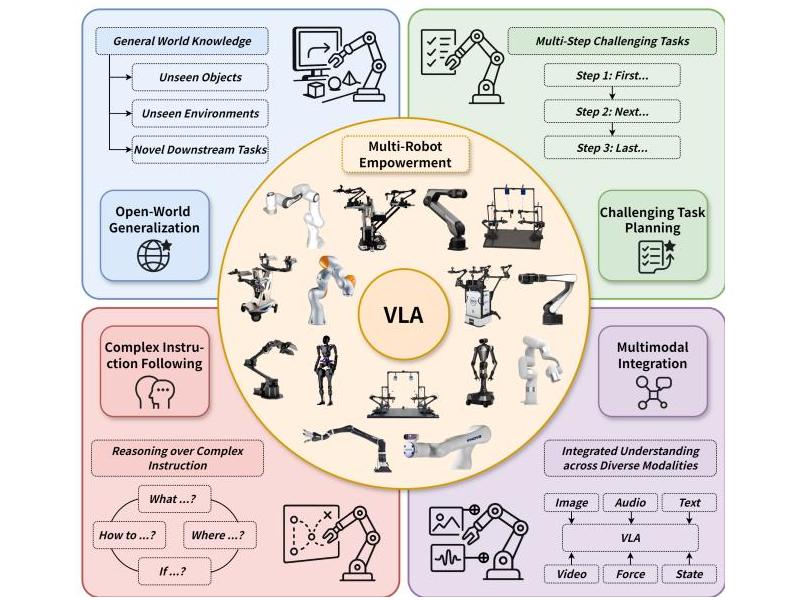 General World Knowledge
Unseen Objects
Unseen Environments
Novel Downstream Tasks
Open-World
Generalization
Multi-Step Challenging Tasks
Step 1: First...
Step 2: Next...
Step 3: Last...
Challenging Task
Planning
Multi-Robot
Empowerment
VLA
Complex Instru-
ction Following
Reasoning over Complex
Instruction
What ...?
How to ...?
Where ...?
If ...?
Multimodal
Integration
Integrated Understanding
across Diverse Modalities
Image
Audio
Text
VLA
Video
Force
State